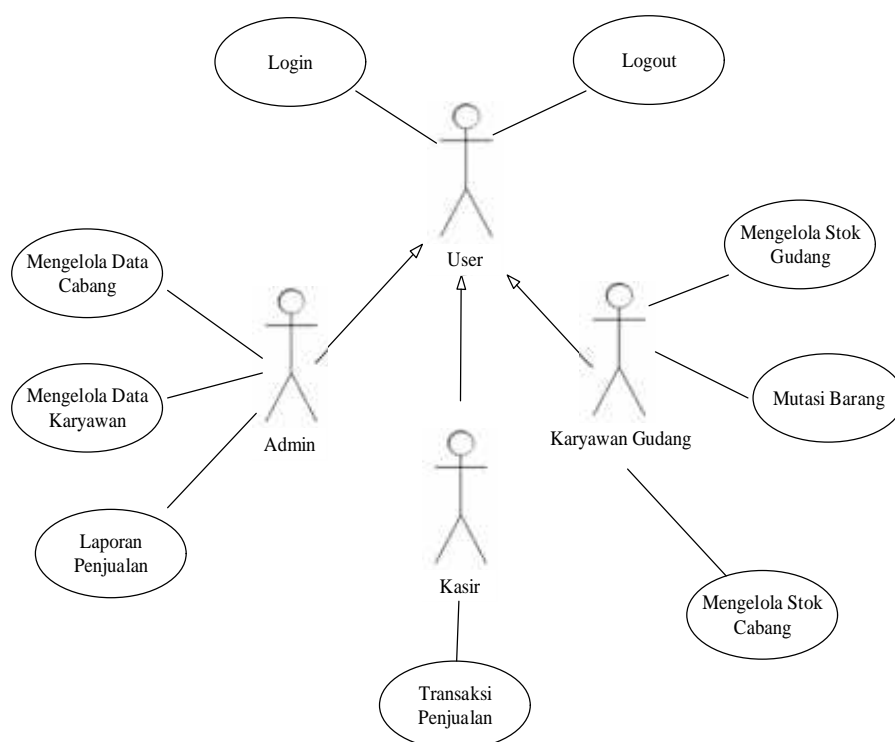 Login
Logout
User
Mengelola Data
Cabang
Mengelola Stok
Gudang
Mengelola Data
Karyawan
Mutasi Barang
Admin
Karyawan Gudang
Laporan
Penjualan
Kasir
Mengelola Stok
Cabang
Transaksi
Penjualan